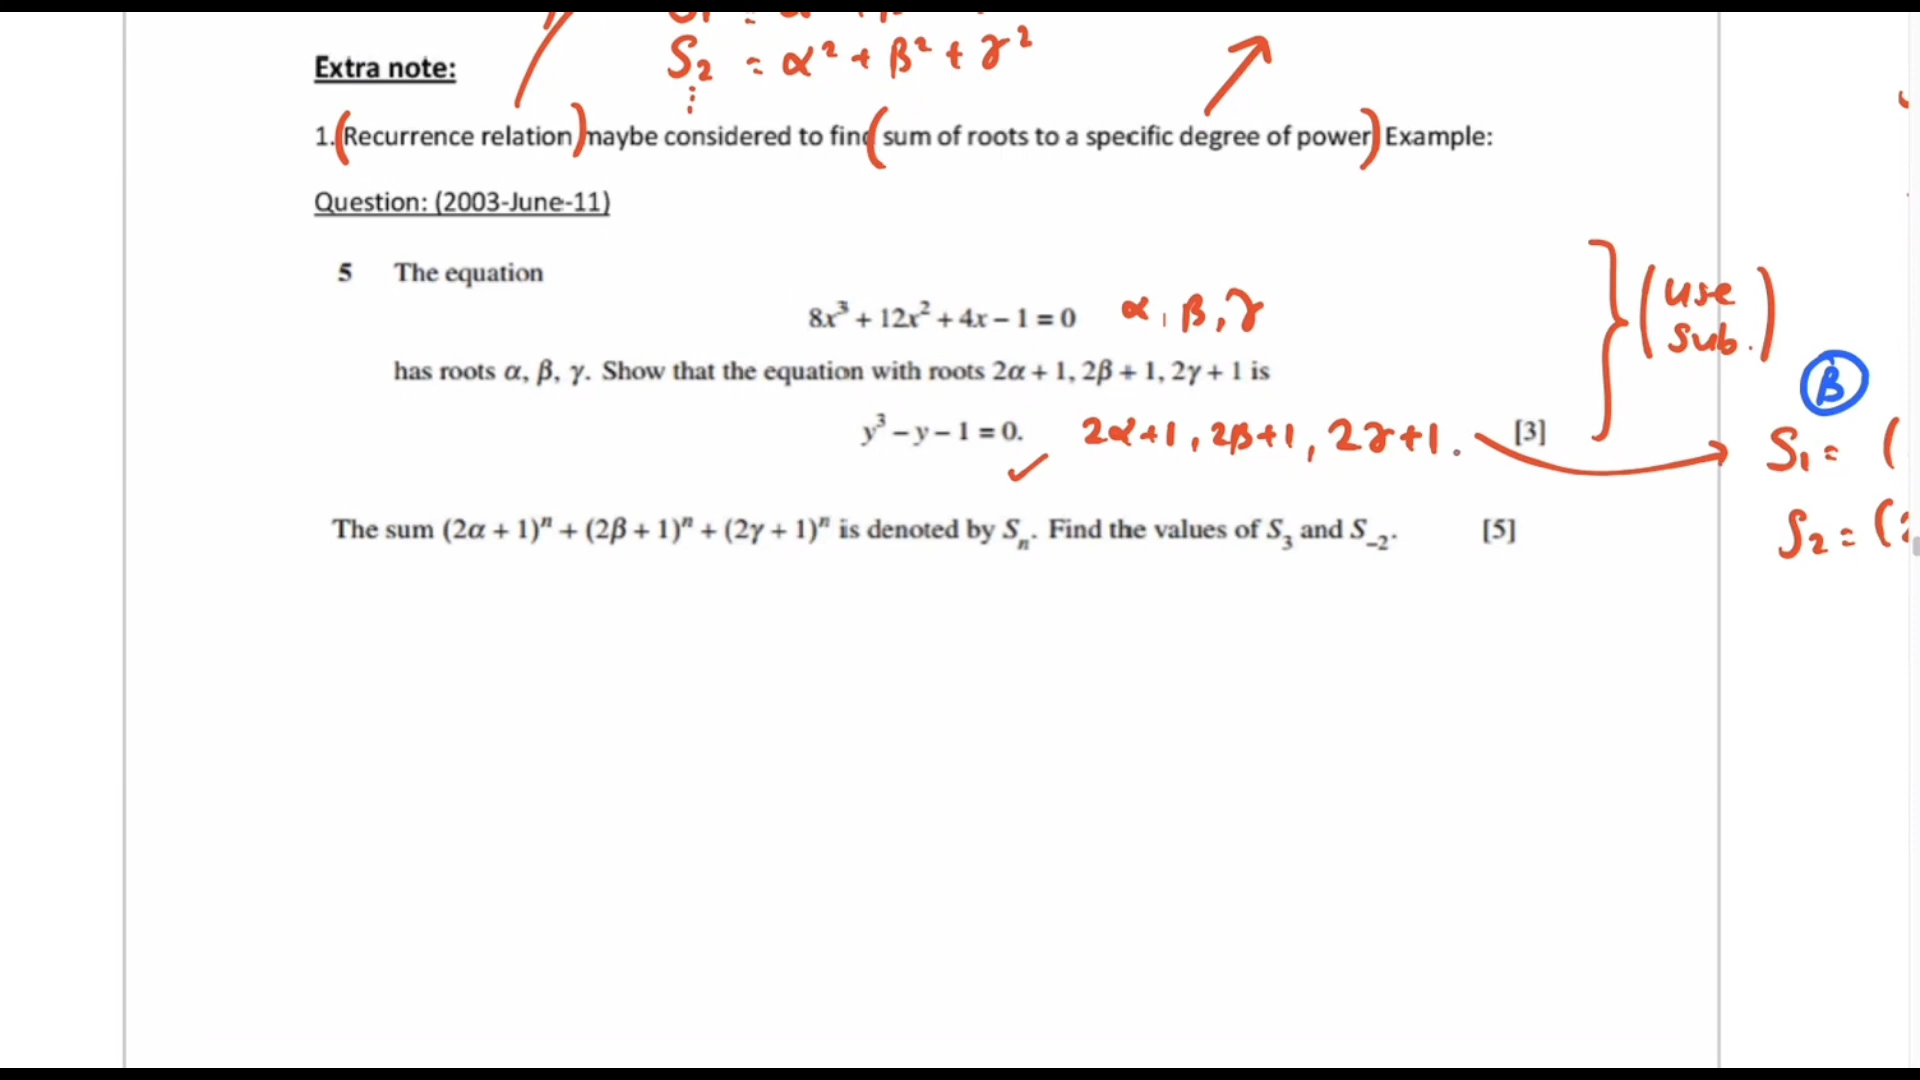 S₂ = α² + β² + γ²
Extra note:
1. (Recurrence relation) maybe considered to find (sum of roots to a specific degree of power) Example:
Question: (2003-June-11)
5 The equation
8x³ + 12x² + 4x – 1 = 0 α, β, γ
(use sub.)
has roots α, β, γ. Show that the equation with roots 2α + 1, 2β + 1, 2γ + 1 is
β
y³ – y – 1 = 0. 2α+1, 2β+1, 2γ+1. [3]
S₁ = (
The sum (2α + 1)ⁿ + (2β + 1)ⁿ + (2γ + 1)ⁿ is denoted by Sₙ. Find the values of S₃ and S₋₂. [5]
S₂ = (2